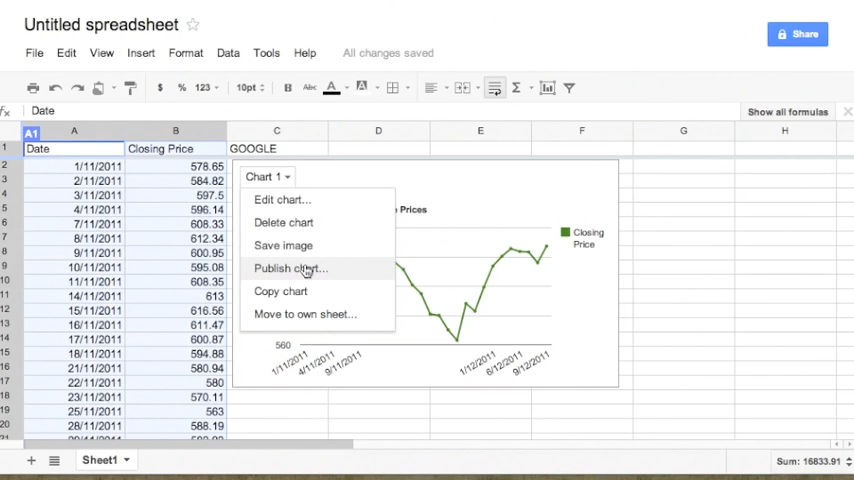 Untitled spreadsheet
Share
File Edit View Insert Format Data Tools Help All changes saved
$ % 123 10pt B Abc A A Σ
fx Date Show all formulas
A1 A B C D E F G H
1 Date Closing Price GOOGLE
2 1/11/2011 578.65
3 2/11/2011 584.82
4 3/11/2011 597.5
5 4/11/2011 596.14
6 7/11/2011 608.33
7 8/11/2011 612.34
8 9/11/2011 600.95
9 10/11/2011 595.08
10 11/11/2011 608.35
11 14/11/2011 613
12 15/11/2011 616.56
13 16/11/2011 611.47
14 17/11/2011 600.87
15 18/11/2011 594.88
16 21/11/2011 580.94
17 22/11/2011 580
18 23/11/2011 570.11
19 25/11/2011 563
20 28/11/2011 588.19
21
Chart 1
Edit chart...
Delete chart
Save image
Publish chart...
Copy chart
Move to own sheet...
Prices
Closing
Price
560
1/11/2011 4/11/2011 9/11/2011 1/12/2011 6/12/2011 9/12/2011
+ Sheet1 Sum: 16833.91